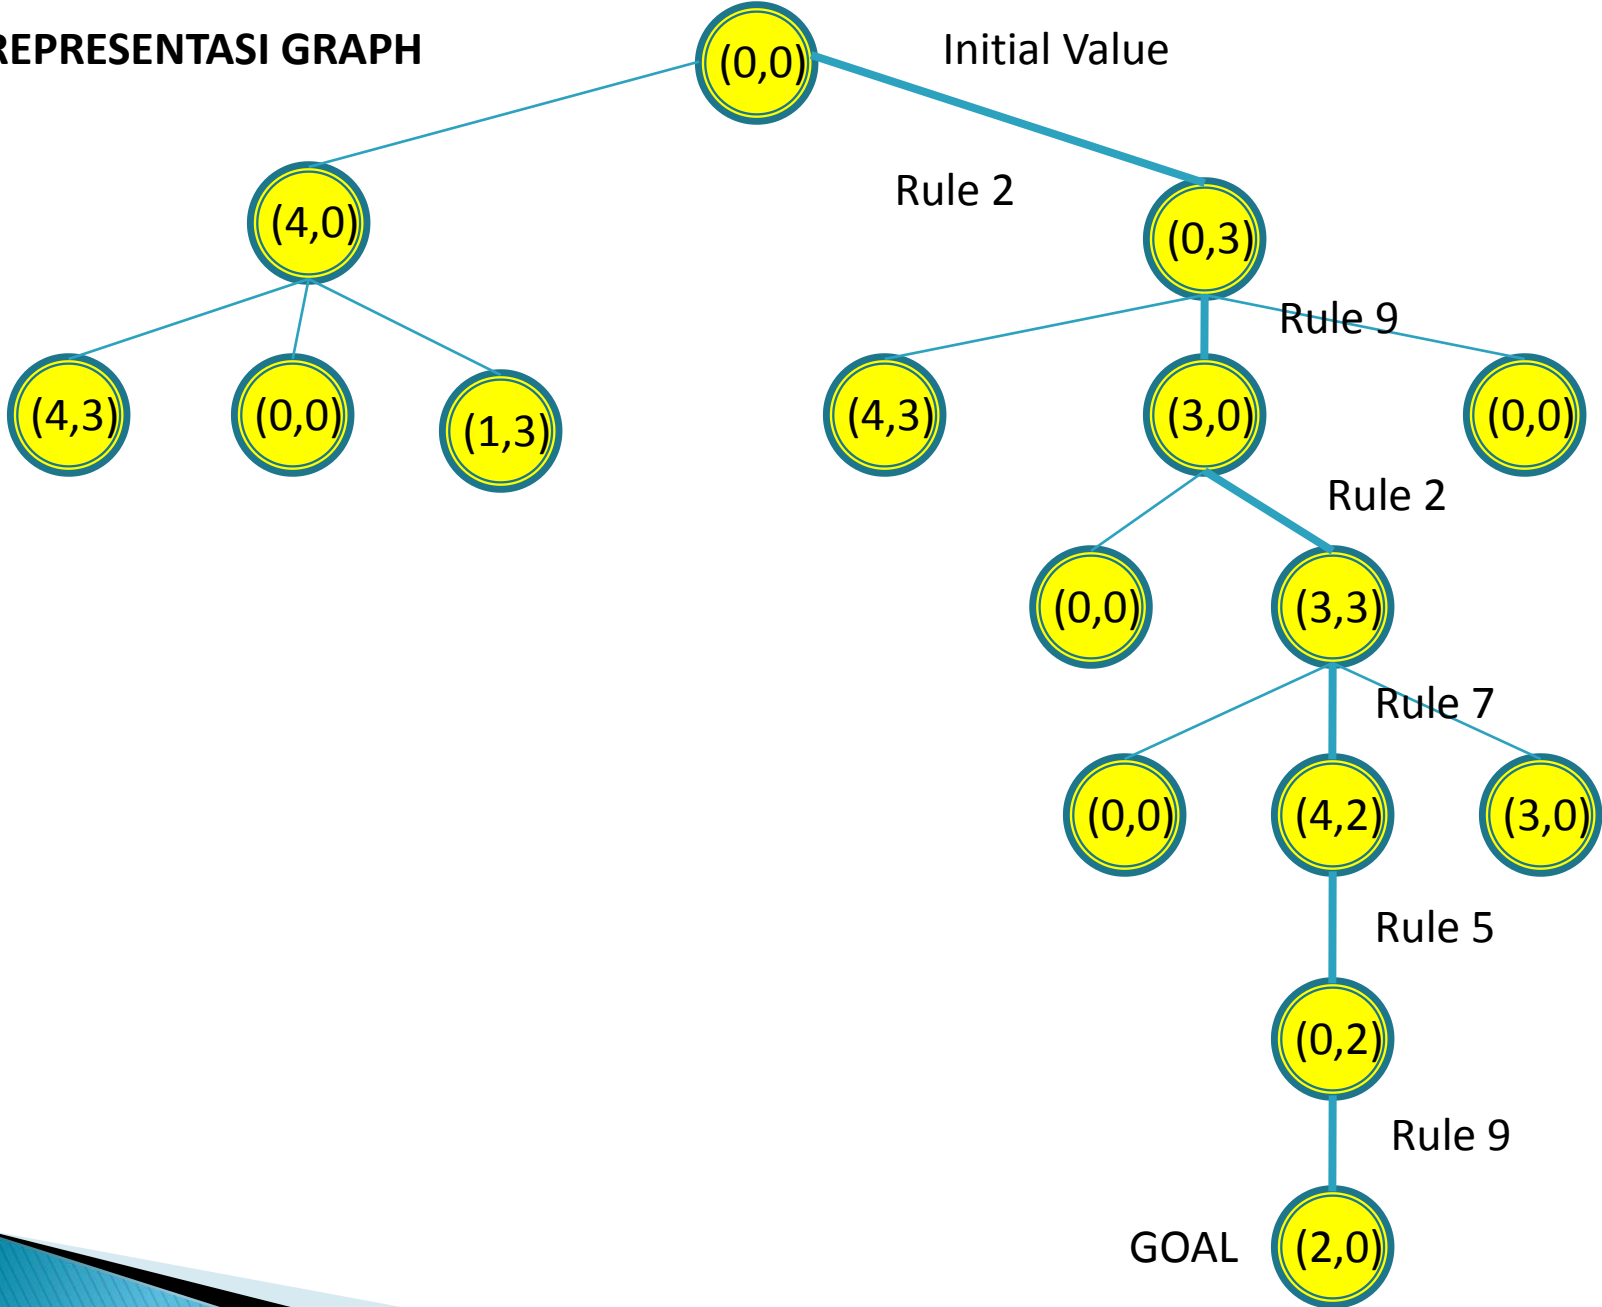 REPRESENTASI GRAPH
(0,0)
Initial Value
Rule 2
(4,0)
(0,3)
Rule 9
(4,3)
(0,0)
(1,3)
(4,3)
(3,0)
(0,0)
Rule 2
(0,0)
(3,3)
Rule 7
(0,0)
(4,2)
(3,0)
Rule 5
(0,2)
Rule 9
GOAL
(2,0)